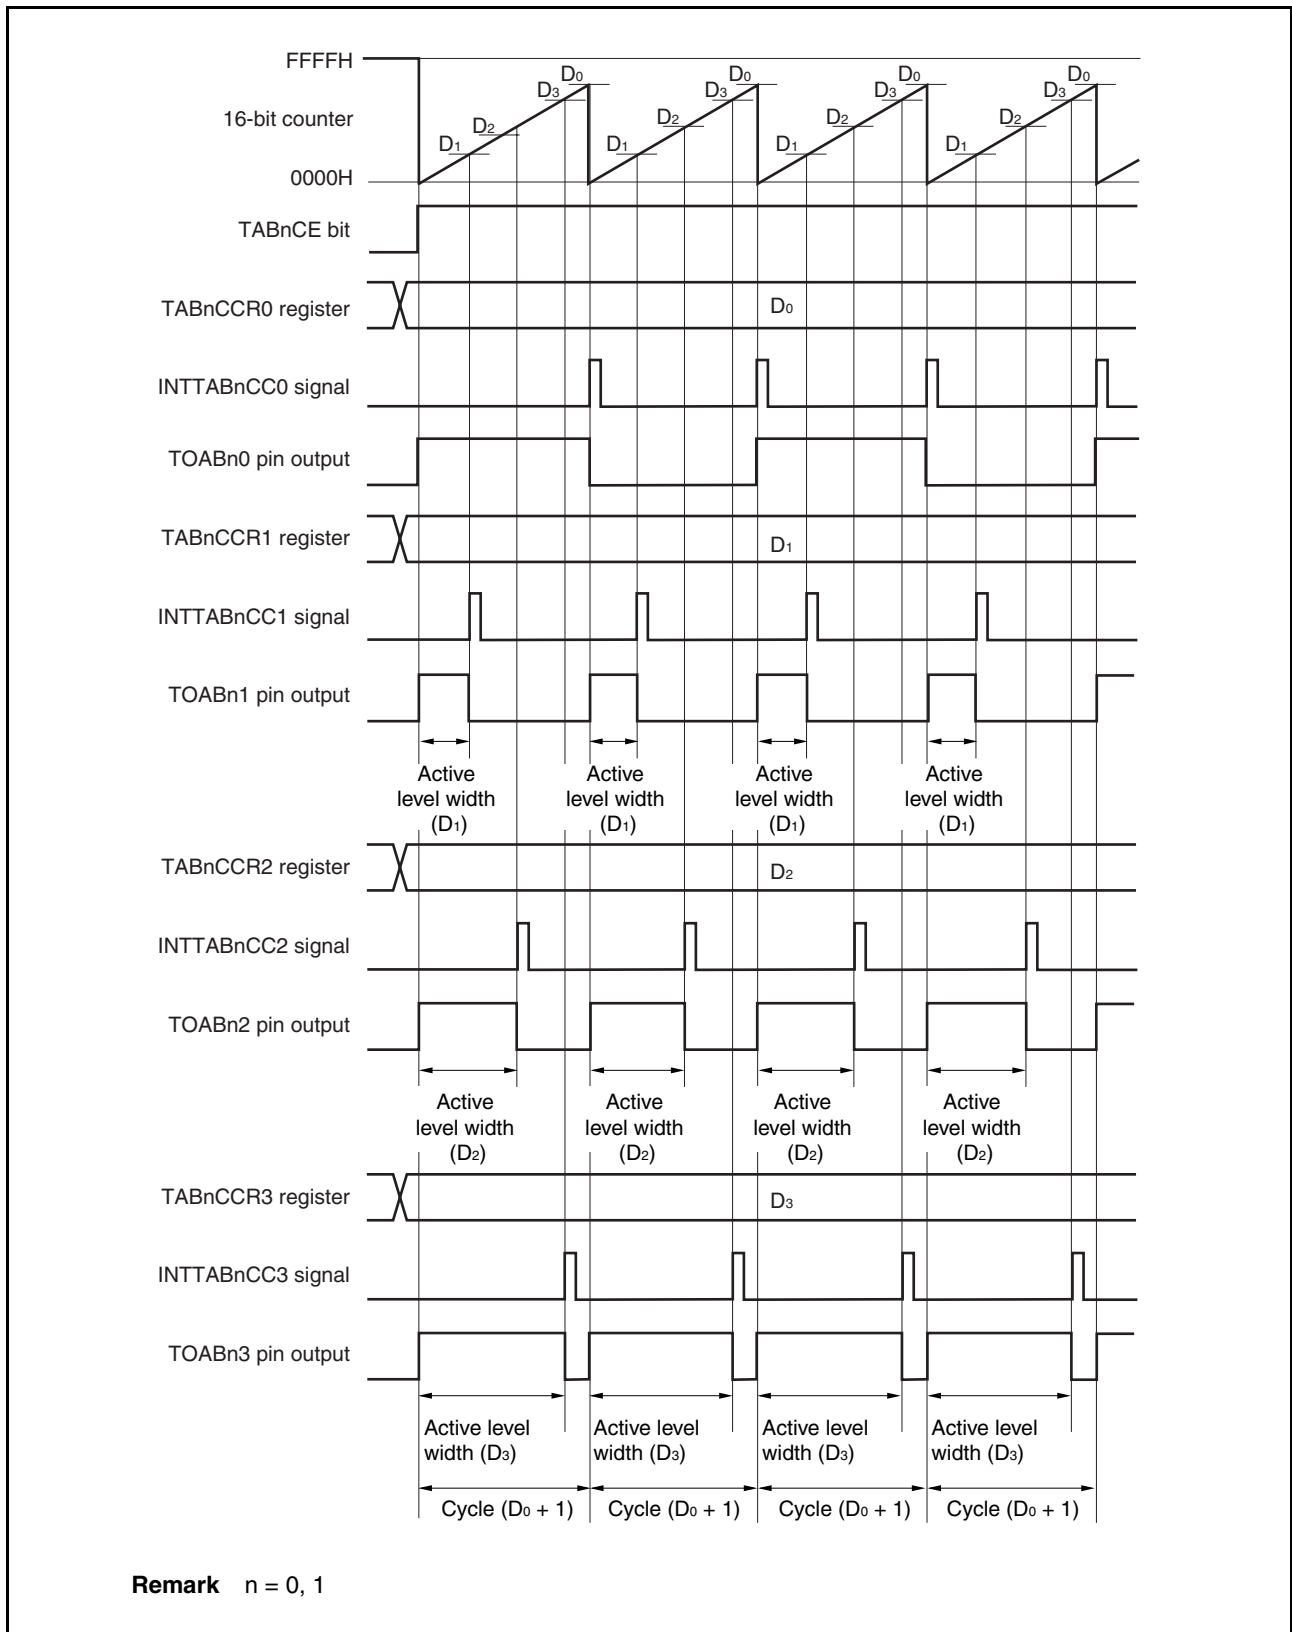 FFFFH
D0 D0 D0 D0
D3 D3 D3 D3
16-bit counter
D2 D2 D2 D2
D1 D1 D1 D1
0000H
TABnCE bit
TABnCCR0 register D0
INTTABnCC0 signal
TOABn0 pin output
TABnCCR1 register D1
INTTABnCC1 signal
TOABn1 pin output
Active Active Active Active
level width level width level width level width
(D1) (D1) (D1) (D1)
TABnCCR2 register D2
INTTABnCC2 signal
TOABn2 pin output
Active Active Active Active
level width level width level width level width
(D2) (D2) (D2) (D2)
TABnCCR3 register D3
INTTABnCC3 signal
TOABn3 pin output
Active level Active level Active level Active level
width (D3) width (D3) width (D3) width (D3)
Cycle (D0 + 1) Cycle (D0 + 1) Cycle (D0 + 1) Cycle (D0 + 1)
Remark n = 0, 1